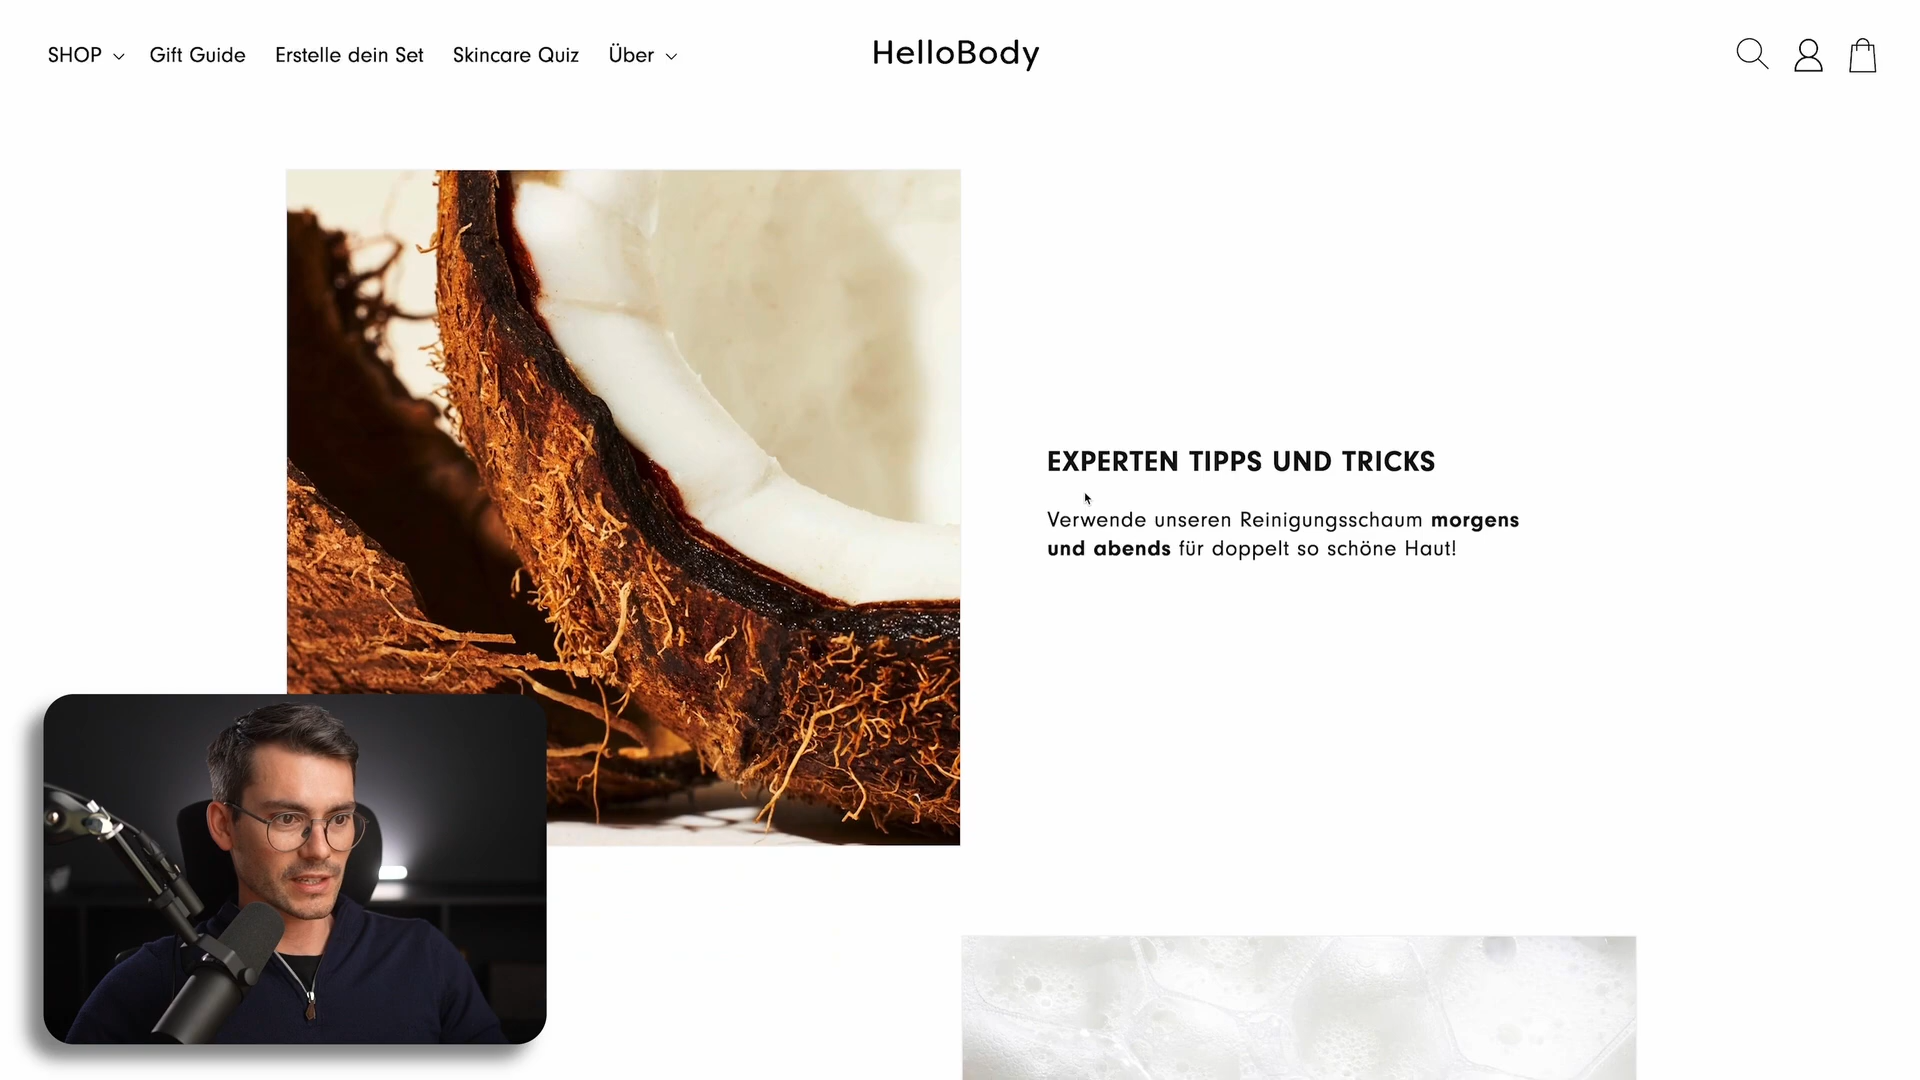 SHOP
Gift Guide
Erstelle dein Set
Skincare Quiz
Über
HelloBody
EXPERTEN TIPPS UND TRICKS
Verwende unseren Reinigungsschaum morgens
und abends für doppelt so schöne Haut!